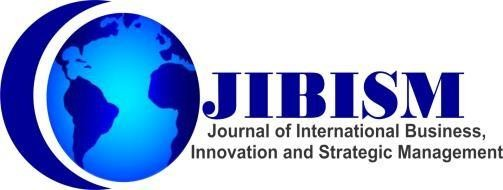 JIBISM
Journal of International Business,
Innovation and Strategic Management